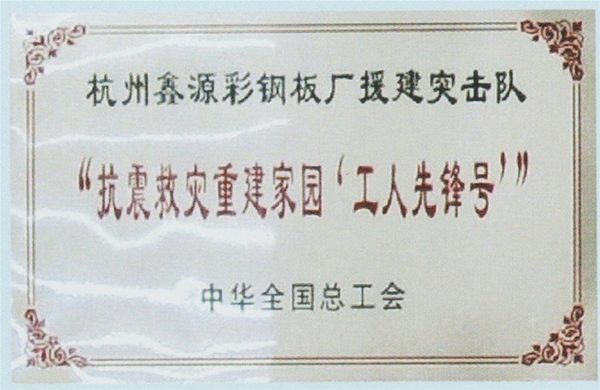 杭州鑫源彩钢板厂援建突击队
“抗震救灾重建家园‘工人先锋号’”
中华全国总工会